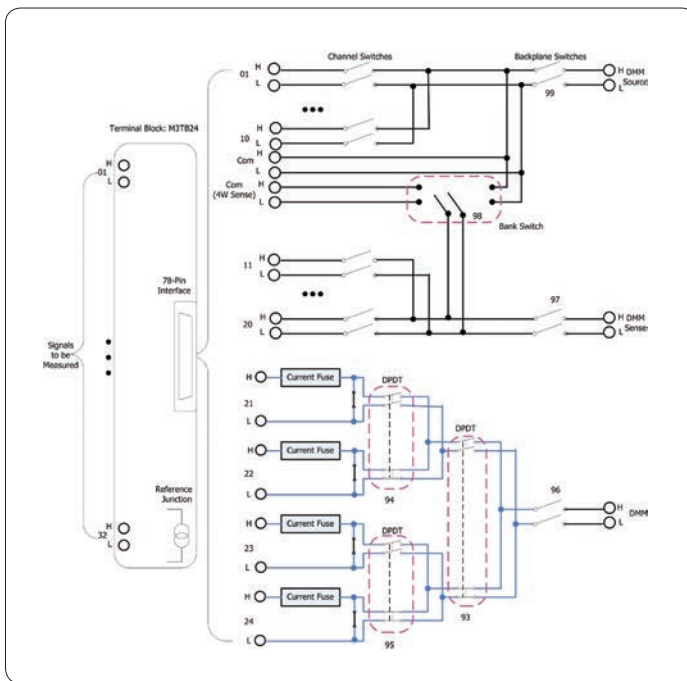 Channel Switches
Backplane Switches
01 H
L
H DMM
L Source
99
Terminal Block: M3TB24
10 H
L
Com H
L
Com
(4W Sense) H
L
98
Bank Switch
01 H
L
11 H
L
78-Pin
Interface
20 H
L
97
H DMM
L Sense
Signals
to be
Measured
H Current Fuse
21
L
DPDT
DPDT
H Current Fuse
22
L
94
96
H DMM
L
Reference
Junction
32 H
L
H Current Fuse
23
L
DPDT
H Current Fuse
24
L
95
93